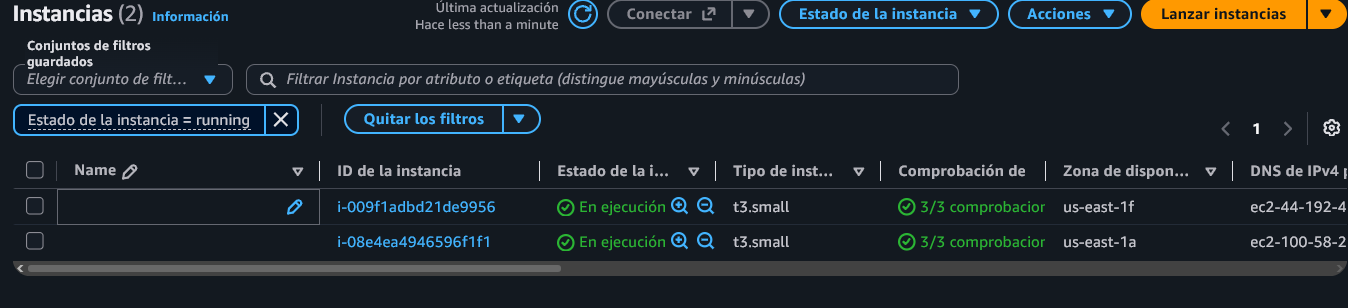 Instancias (2) Información
Última actualización
Hace less than a minute
Conectar
Estado de la instancia
Acciones
Lanzar instancias
Conjuntos de filtros
guardados
Elegir conjunto de filt...
Filtrar Instancia por atributo o etiqueta (distingue mayúsculas y minúsculas)
Estado de la instancia = running
Quitar los filtros
1
Name ID de la instancia Estado de la i... Tipo de inst... Comprobación de Zona de dispon... DNS de IPv4 p
i-009f1adbd21de9956 En ejecución t3.small 3/3 comprobacior us-east-1f ec2-44-192-4
i-08e4ea4946596f1f1 En ejecución t3.small 3/3 comprobacior us-east-1a ec2-100-58-2